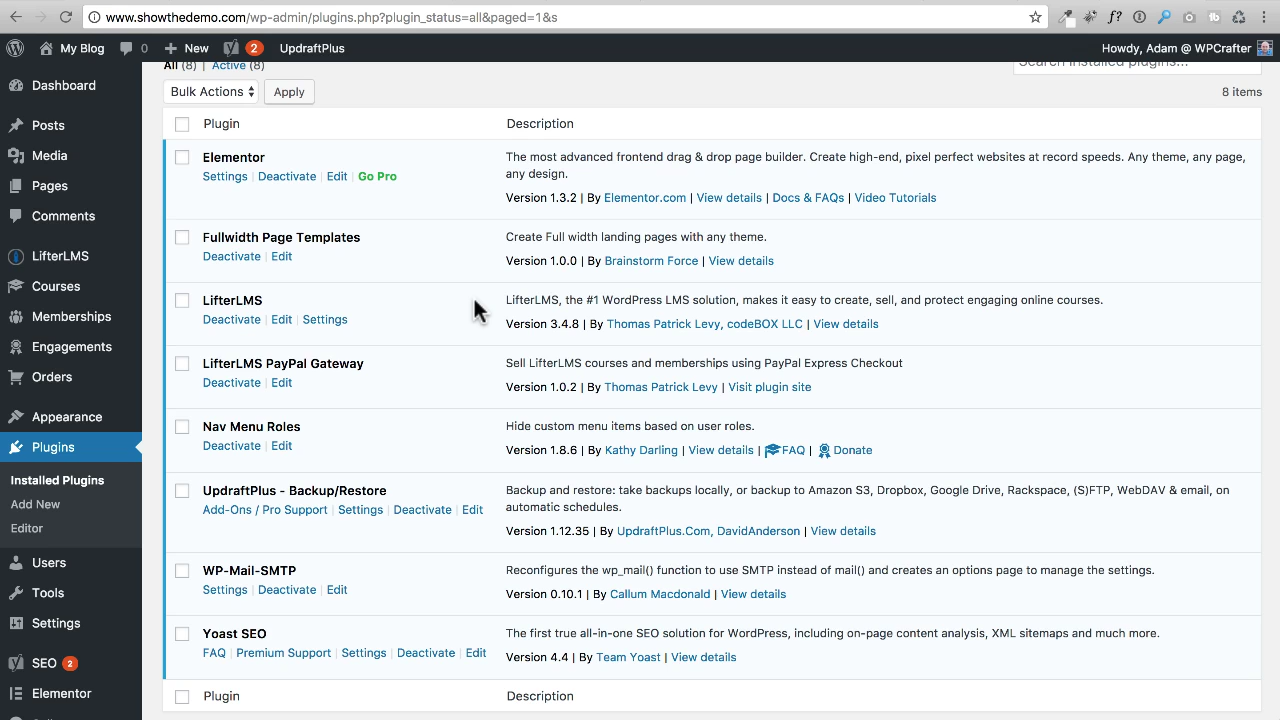 www.showthedemo.com/wp-admin/plugins.php?plugin_status=all&paged=1&s
My Blog 0 New 2 UpdraftPlus Howdy, Adam @ WPCrafter
All (8) | Active (8) Search installed plugins...
Bulk Actions Apply 8 items
Dashboard
Posts
Media
Pages
Comments
LifterLMS
Courses
Memberships
Engagements
Orders
Appearance
Plugins
Installed Plugins
Add New
Editor
Users
Tools
Settings
SEO 2
Elementor
Plugin Description
Elementor
Settings | Deactivate | Edit | Go Pro
The most advanced frontend drag & drop page builder. Create high-end, pixel perfect websites at record speeds. Any theme, any page,
any design.
Version 1.3.2 | By Elementor.com | View details | Docs & FAQs | Video Tutorials
Fullwidth Page Templates
Deactivate | Edit
Create Full width landing pages with any theme.
Version 1.0.0 | By Brainstorm Force | View details
LifterLMS
Deactivate | Edit | Settings
LifterLMS, the #1 WordPress LMS solution, makes it easy to create, sell, and protect engaging online courses.
Version 3.4.8 | By Thomas Patrick Levy, codeBOX LLC | View details
LifterLMS PayPal Gateway
Deactivate | Edit
Sell LifterLMS courses and memberships using PayPal Express Checkout
Version 1.0.2 | By Thomas Patrick Levy | Visit plugin site
Nav Menu Roles
Deactivate | Edit
Hide custom menu items based on user roles.
Version 1.8.6 | By Kathy Darling | View details | FAQ | Donate
UpdraftPlus - Backup/Restore
Add-Ons / Pro Support | Settings | Deactivate | Edit
Backup and restore: take backups locally, or backup to Amazon S3, Dropbox, Google Drive, Rackspace, (S)FTP, WebDAV & email, on
automatic schedules.
Version 1.12.35 | By UpdraftPlus.Com, DavidAnderson | View details
WP-Mail-SMTP
Settings | Deactivate | Edit
Reconfigures the wp_mail() function to use SMTP instead of mail() and creates an options page to manage the settings.
Version 0.10.1 | By Callum Macdonald | View details
Yoast SEO
FAQ | Premium Support | Settings | Deactivate | Edit
The first true all-in-one SEO solution for WordPress, including on-page content analysis, XML sitemaps and much more.
Version 4.4 | By Team Yoast | View details
Plugin Description